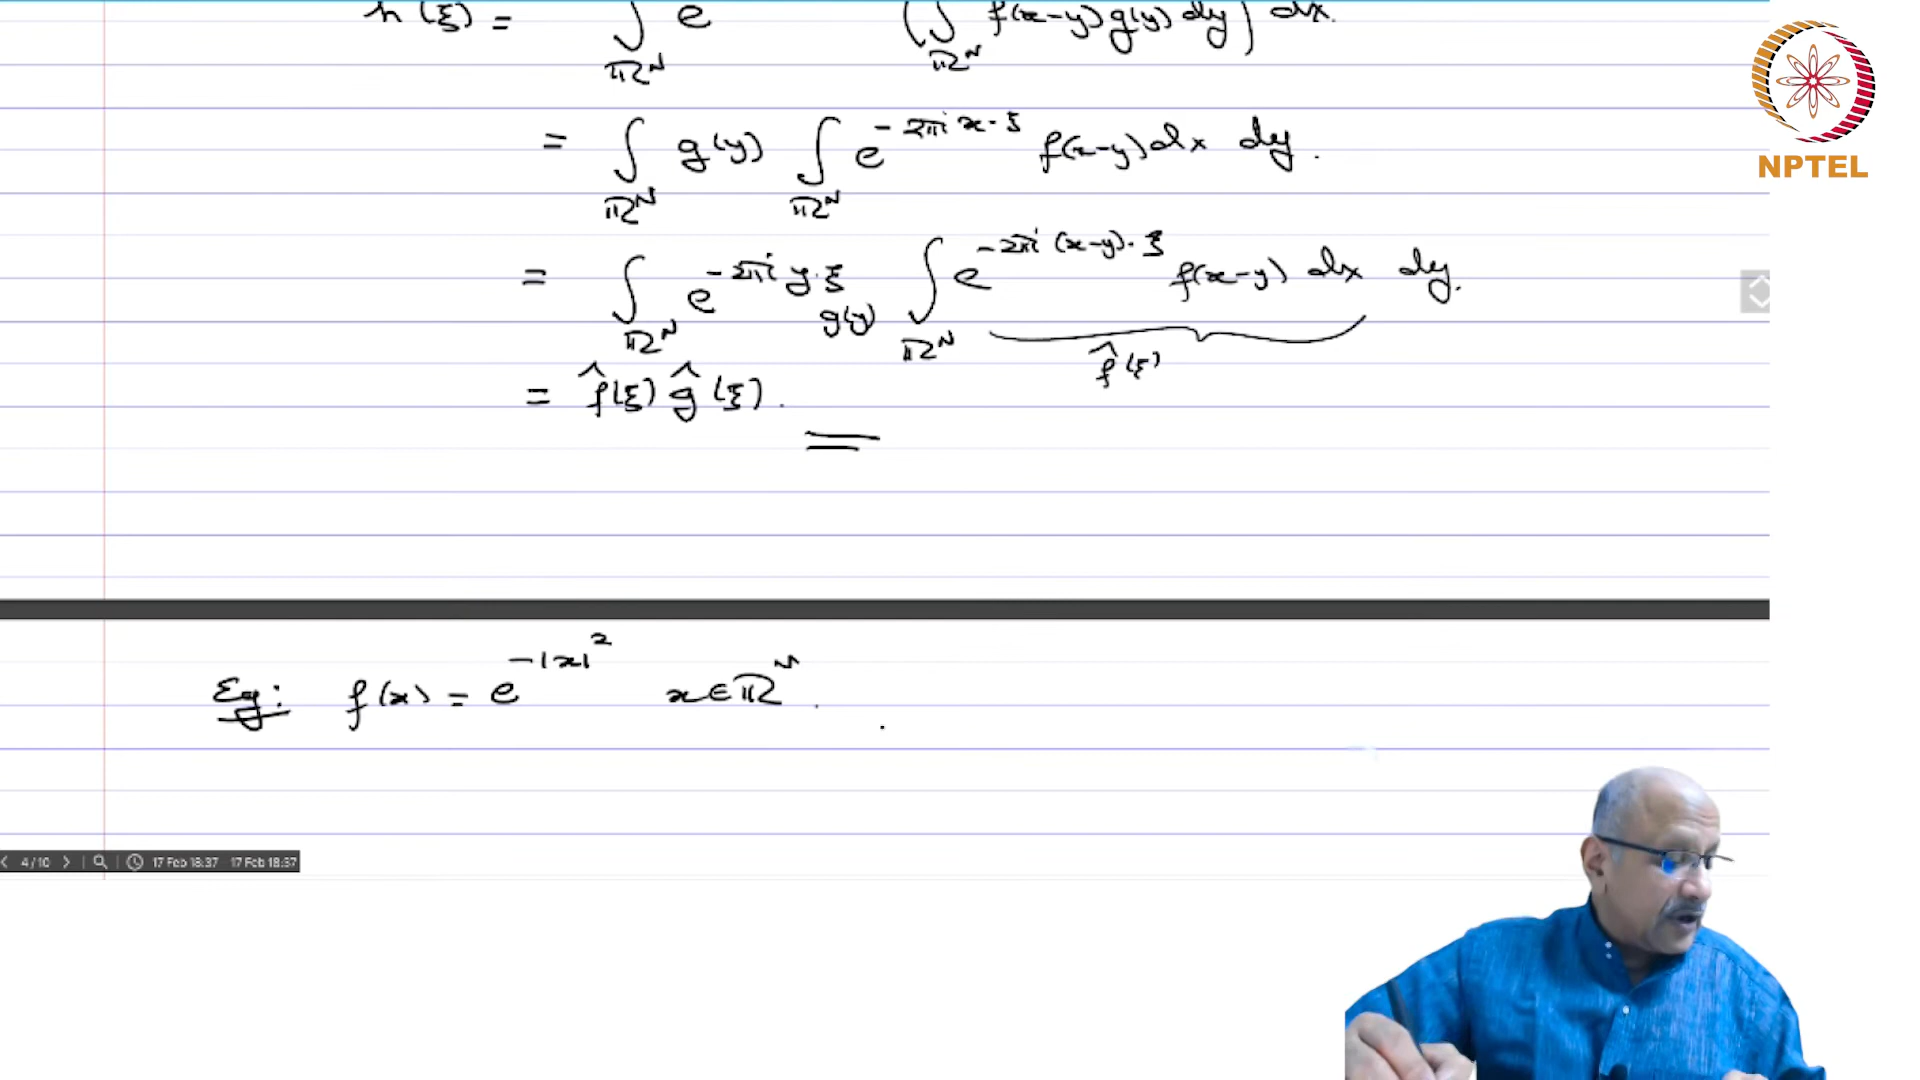 ĥ(ξ) = ∫_{ℝ^N} e (∫_{ℝ^N} f(x-y)g(y)dy) dx.
= ∫_{ℝ^N} g(y) ∫_{ℝ^N} e^{-2πi x·ξ} f(x-y)dx dy.
= ∫_{ℝ^N} e^{-2πi y·ξ} g(y) ∫_{ℝ^N} e^{-2πi (x-y)·ξ} f(x-y) dx dy.
f̂(ξ)
= f̂(ξ) ĝ(ξ).
Eg: f(x) = e^{-|x|^2} x∈ℝ^N.
NPTEL
4/10 17 Feb 18:37 17 Feb 18:37